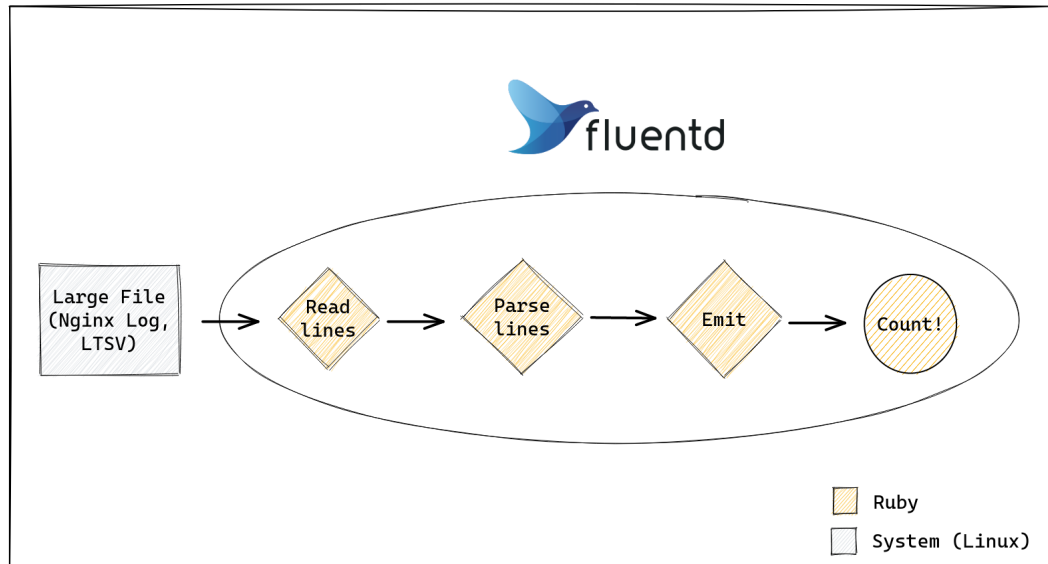 fluentd
Large File
(Nginx Log,
LTSV)
Read
lines
Parse
lines
Emit
Count!
Ruby
System (Linux)